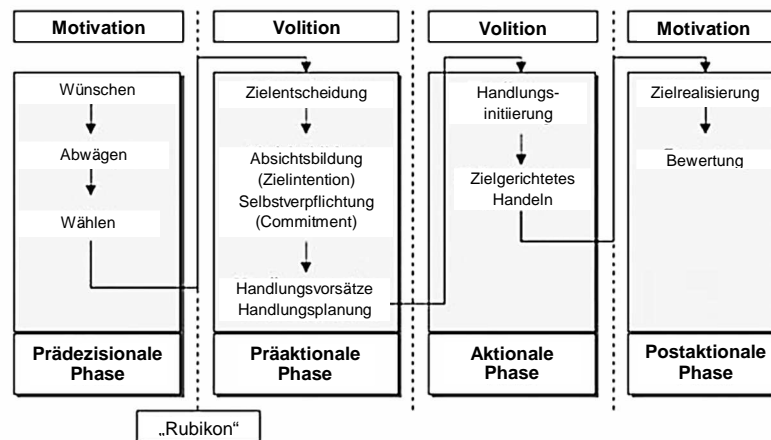 Motivation
Volition
Volition
Motivation
Wünschen
Abwägen
Wählen
Zielentscheidung
Absichtsbildung
(Zielintention)
Selbstverpflichtung
(Commitment)
Handlungsvorsätze
Handlungsplanung
Handlungs-
initiierung
Zielgerichtetes
Handeln
Zielrealisierung
Bewertung
Prädezisionale
Phase
Präaktionale
Phase
Aktionale
Phase
Postaktionale
Phase
„Rubikon“